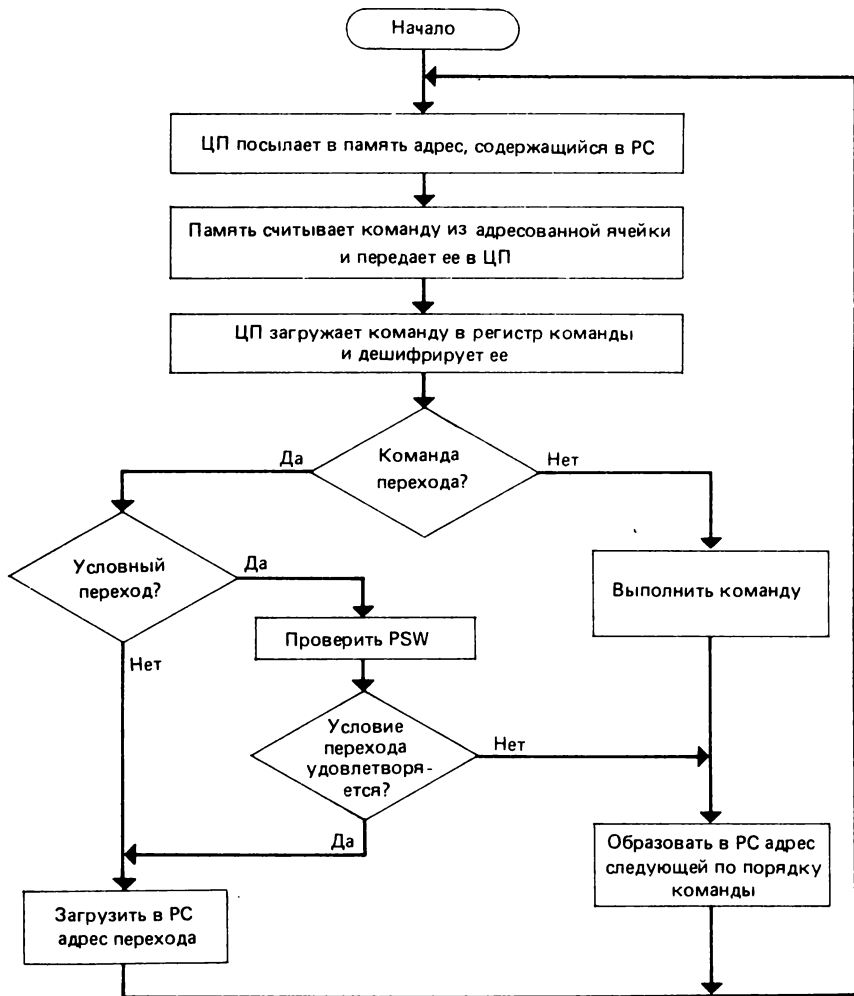 Начало
ЦП посылает в память адрес, содержащийся в PC
Память считывает команду из адресованной ячейки
и передает ее в ЦП
ЦП загружает команду в регистр команды
и дешифрирует ее
Да
Команда
перехода?
Нет
Условный
переход?
Да
Выполнить команду
Проверить PSW
Нет
Условие
перехода
удовлетворя-
ется?
Нет
Да
Образовать в PC адрес
следующей по порядку
команды
Загрузить в PC
адрес перехода